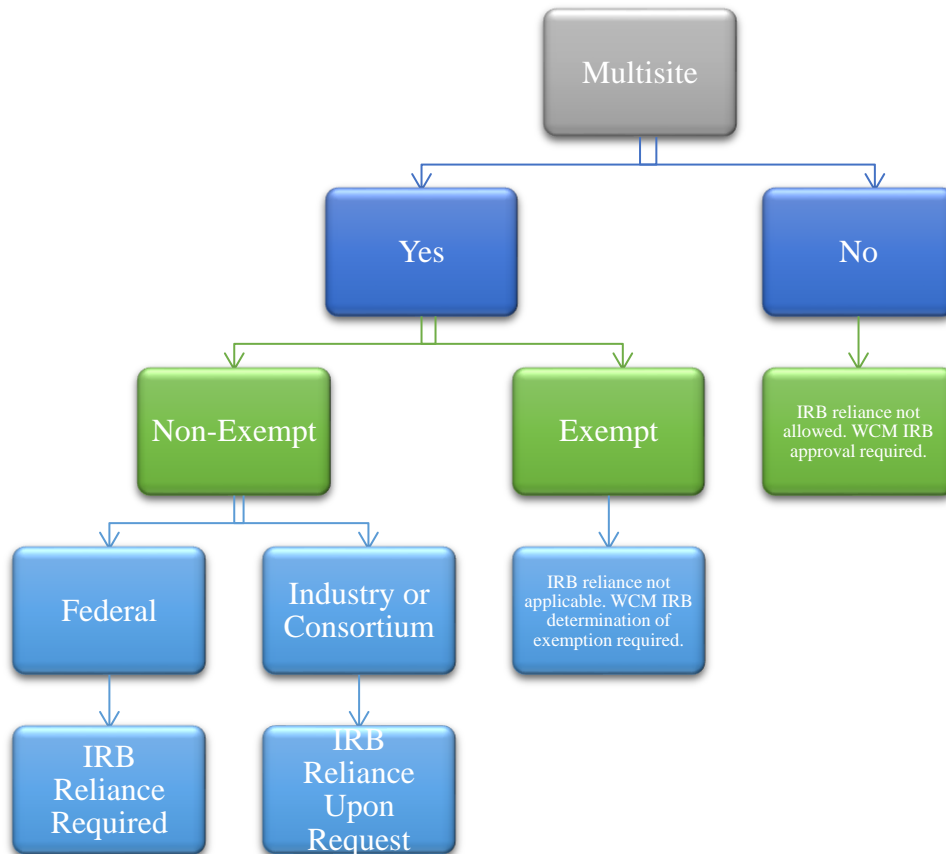 Multisite
Yes
No
Non-Exempt
Exempt
IRB reliance not
allowed. WCM IRB
approval required.
Federal
Industry or
Consortium
IRB reliance not
applicable. WCM IRB
determination of
exemption required.
IRB
Reliance
Required
IRB
Reliance
Upon
Request